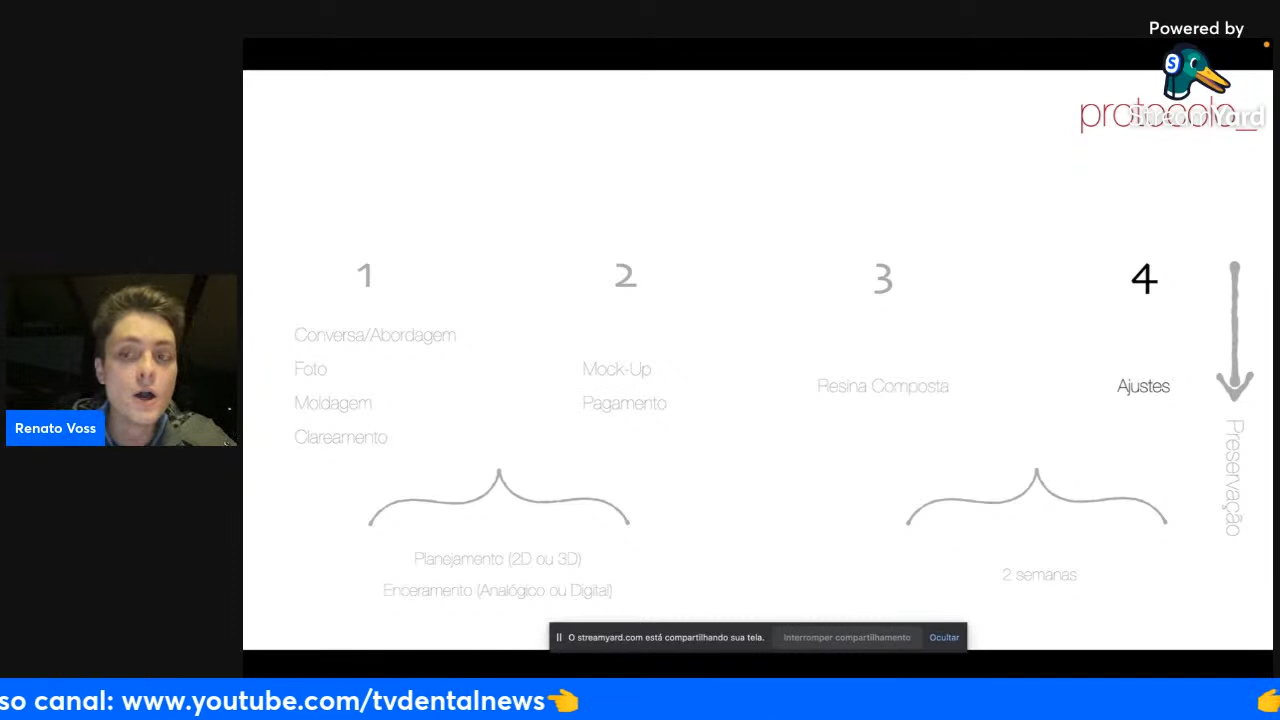 Powered by
StreamYard
protocolo_
1
2
3
4
Conversa/Abordagem
Foto
Moldagem
Clareamento
Mock-Up
Pagamento
Resina Composta
Ajustes
Preservação
Planejamento (2D ou 3D)
Enceramento (Analógico ou Digital)
2 semanas
Renato Voss
O streamyard.com está compartilhando sua tela.
Interromper compartilhamento
Ocultar
so canal: www.youtube.com/tvdentalnews👈